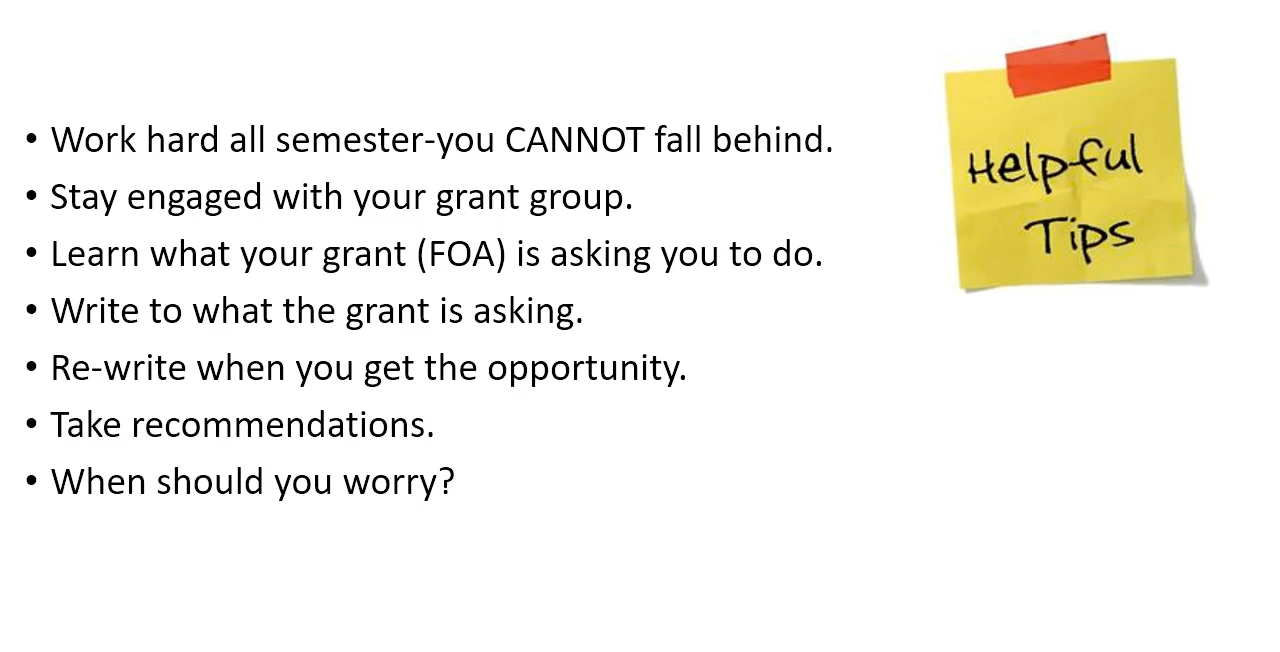 • Work hard all semester-you CANNOT fall behind.
• Stay engaged with your grant group.
• Learn what your grant (FOA) is asking you to do.
• Write to what the grant is asking.
• Re-write when you get the opportunity.
• Take recommendations.
• When should you worry?
Helpful
Tips